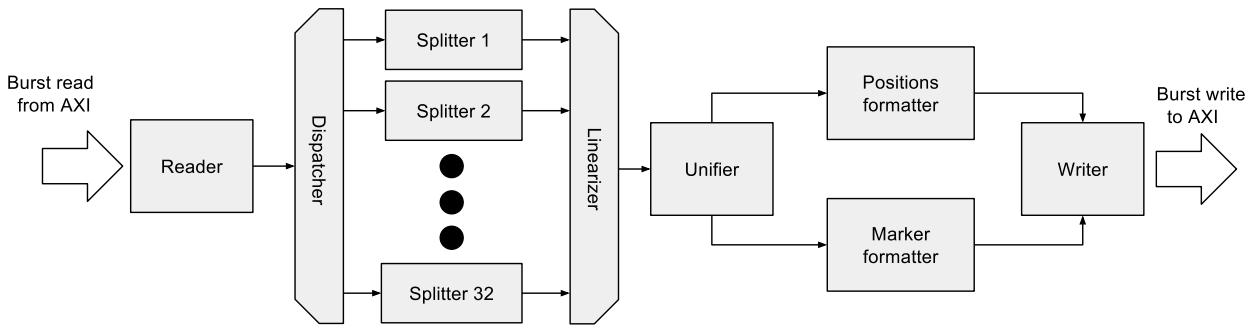 Burst read
from AXI
Reader
Dispatcher
Splitter 1
Splitter 2
Splitter 32
Linearizer
Unifier
Positions
formatter
Marker
formatter
Writer
Burst write
to AXI